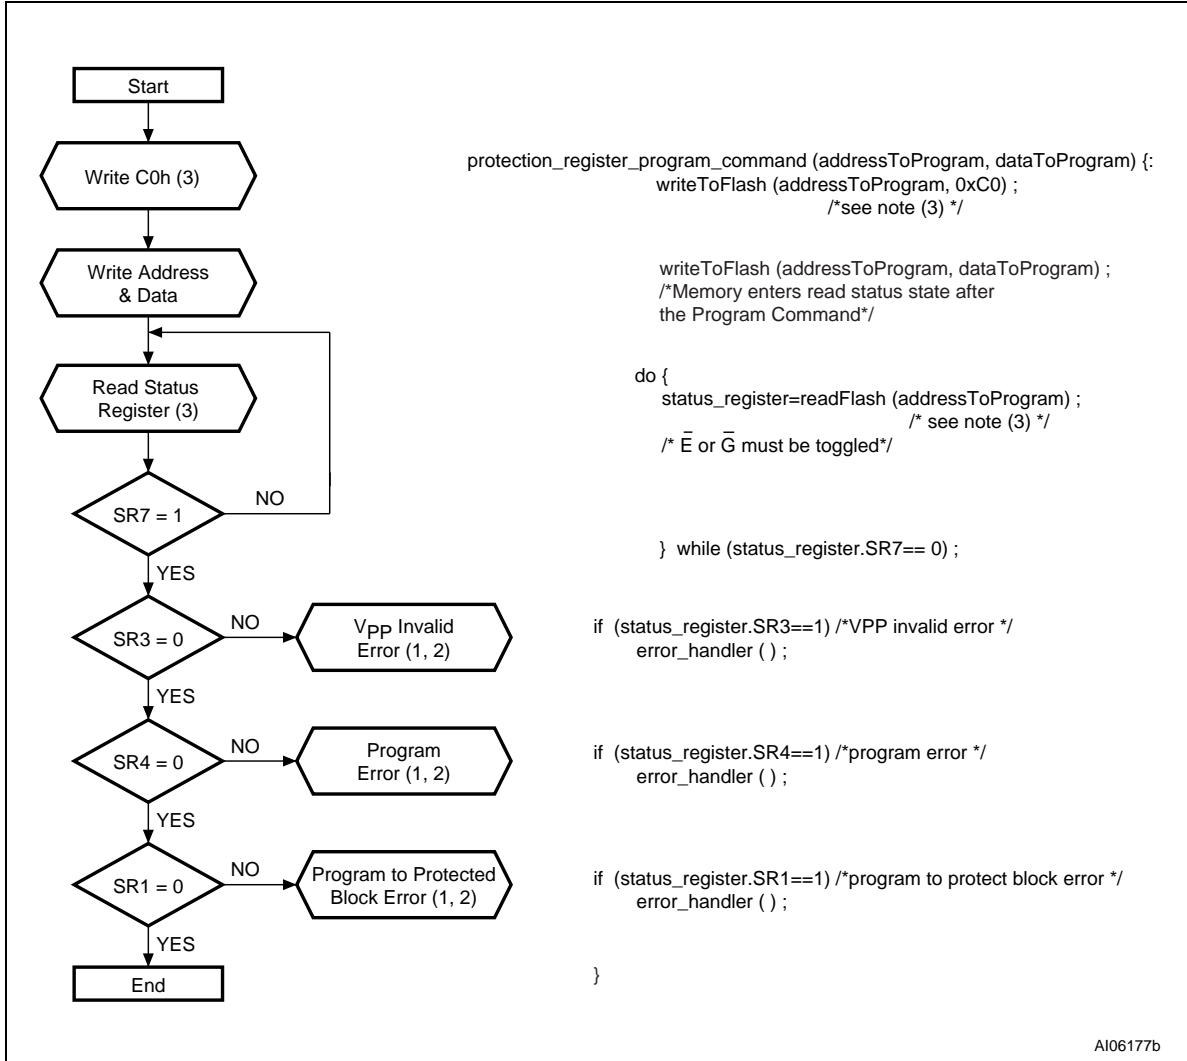 Start
Write C0h (3)
Write Address
& Data
Read Status
Register (3)
SR7 = 1
NO
YES
SR3 = 0
NO
VPP Invalid
Error (1, 2)
YES
SR4 = 0
NO
Program
Error (1, 2)
YES
SR1 = 0
NO
Program to Protected
Block Error (1, 2)
YES
End
protection_register_program_command (addressToProgram, dataToProgram) {:
writeToFlash (addressToProgram, 0xC0) ;
/*see note (3) */
writeToFlash (addressToProgram, dataToProgram) ;
/*Memory enters read status state after
the Program Command*/
do {
status_register=readFlash (addressToProgram) ;
/* see note (3) */
/* E̅ or G̅ must be toggled*/
} while (status_register.SR7== 0) ;
if (status_register.SR3==1) /*VPP invalid error */
error_handler ( ) ;
if (status_register.SR4==1) /*program error */
error_handler ( ) ;
if (status_register.SR1==1) /*program to protect block error */
error_handler ( ) ;
}
AI06177b